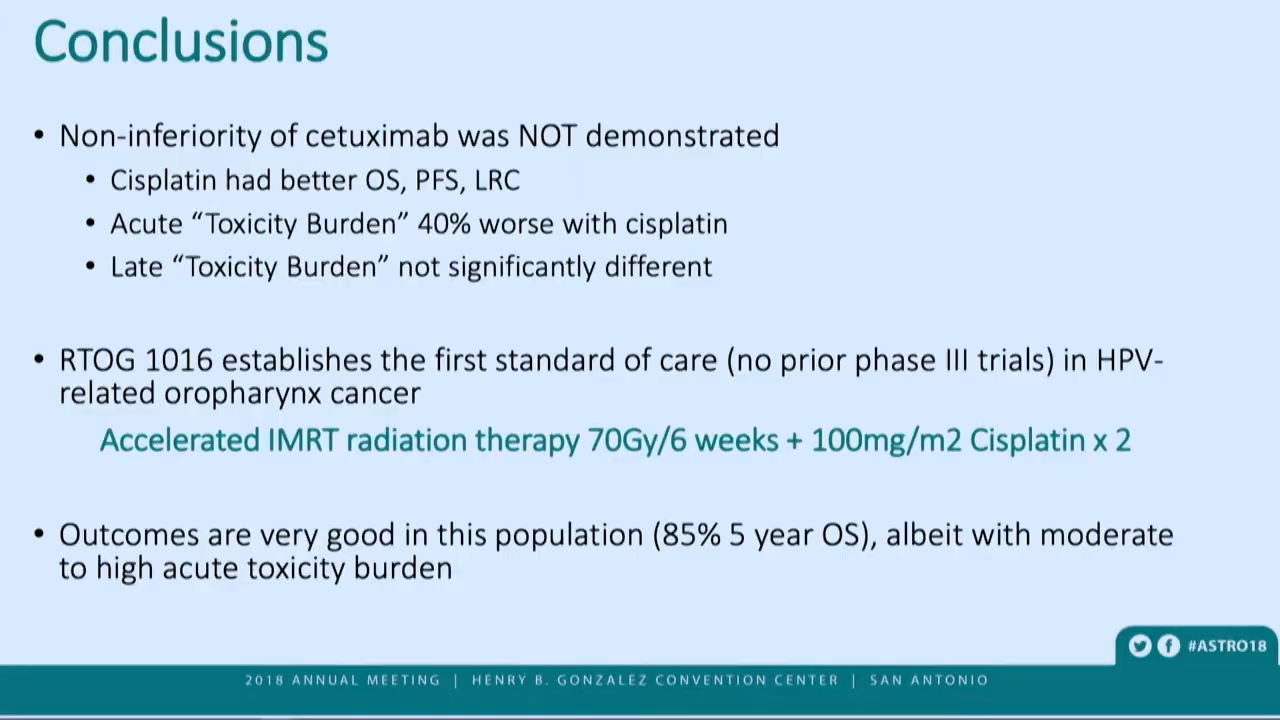 Conclusions
• Non-inferiority of cetuximab was NOT demonstrated
• Cisplatin had better OS, PFS, LRC
• Acute “Toxicity Burden” 40% worse with cisplatin
• Late “Toxicity Burden” not significantly different
• RTOG 1016 establishes the first standard of care (no prior phase III trials) in HPV-
related oropharynx cancer
Accelerated IMRT radiation therapy 70Gy/6 weeks + 100mg/m2 Cisplatin x 2
• Outcomes are very good in this population (85% 5 year OS), albeit with moderate
to high acute toxicity burden
#ASTRO18
2018 ANNUAL MEETING | HENRY B. GONZALEZ CONVENTION CENTER | SAN ANTONIO